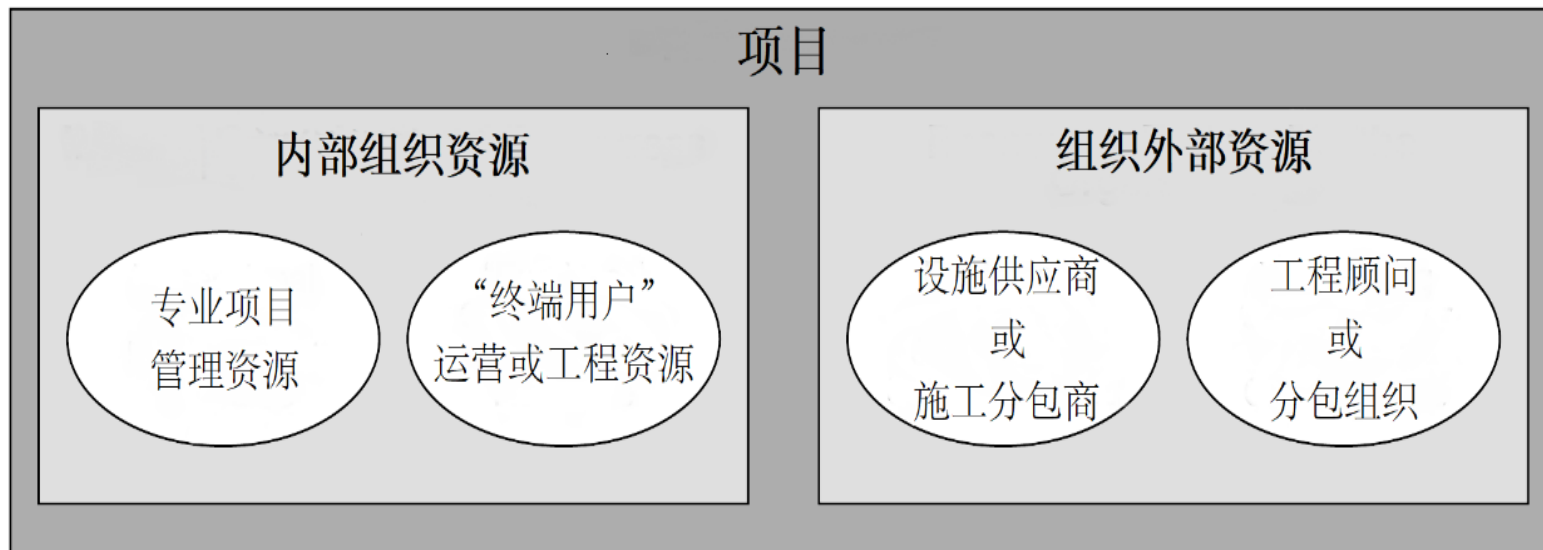 项目
内部组织资源
专业项目
管理资源
“终端用户”
运营或工程资源
组织外部资源
设施供应商
或
施工分包商
工程顾问
或
分包组织